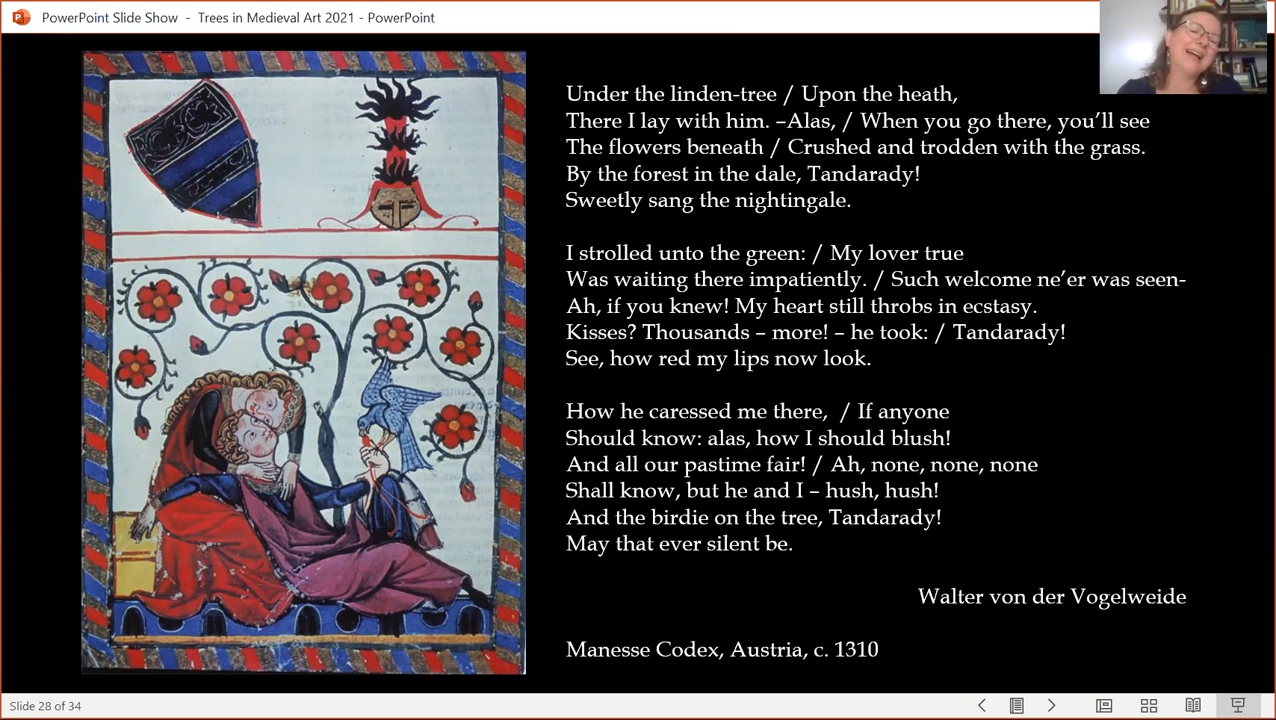 PowerPoint Slide Show - Trees in Medieval Art 2021 - PowerPoint
Under the linden-tree / Upon the heath,
There I lay with him. –Alas, / When you go there, you’ll see
The flowers beneath / Crushed and trodden with the grass.
By the forest in the dale, Tandarady!
Sweetly sang the nightingale.
I strolled unto the green: / My lover true
Was waiting there impatiently. / Such welcome ne’er was seen-
Ah, if you knew! My heart still throbs in ecstasy.
Kisses? Thousands – more! – he took: / Tandarady!
See, how red my lips now look.
How he caressed me there, / If anyone
Should know: alas, how I should blush!
And all our pastime fair! / Ah, none, none, none
Shall know, but he and I – hush, hush!
And the birdie on the tree, Tandarady!
May that ever silent be.
Walter von der Vogelweide
Manesse Codex, Austria, c. 1310
Slide 28 of 34